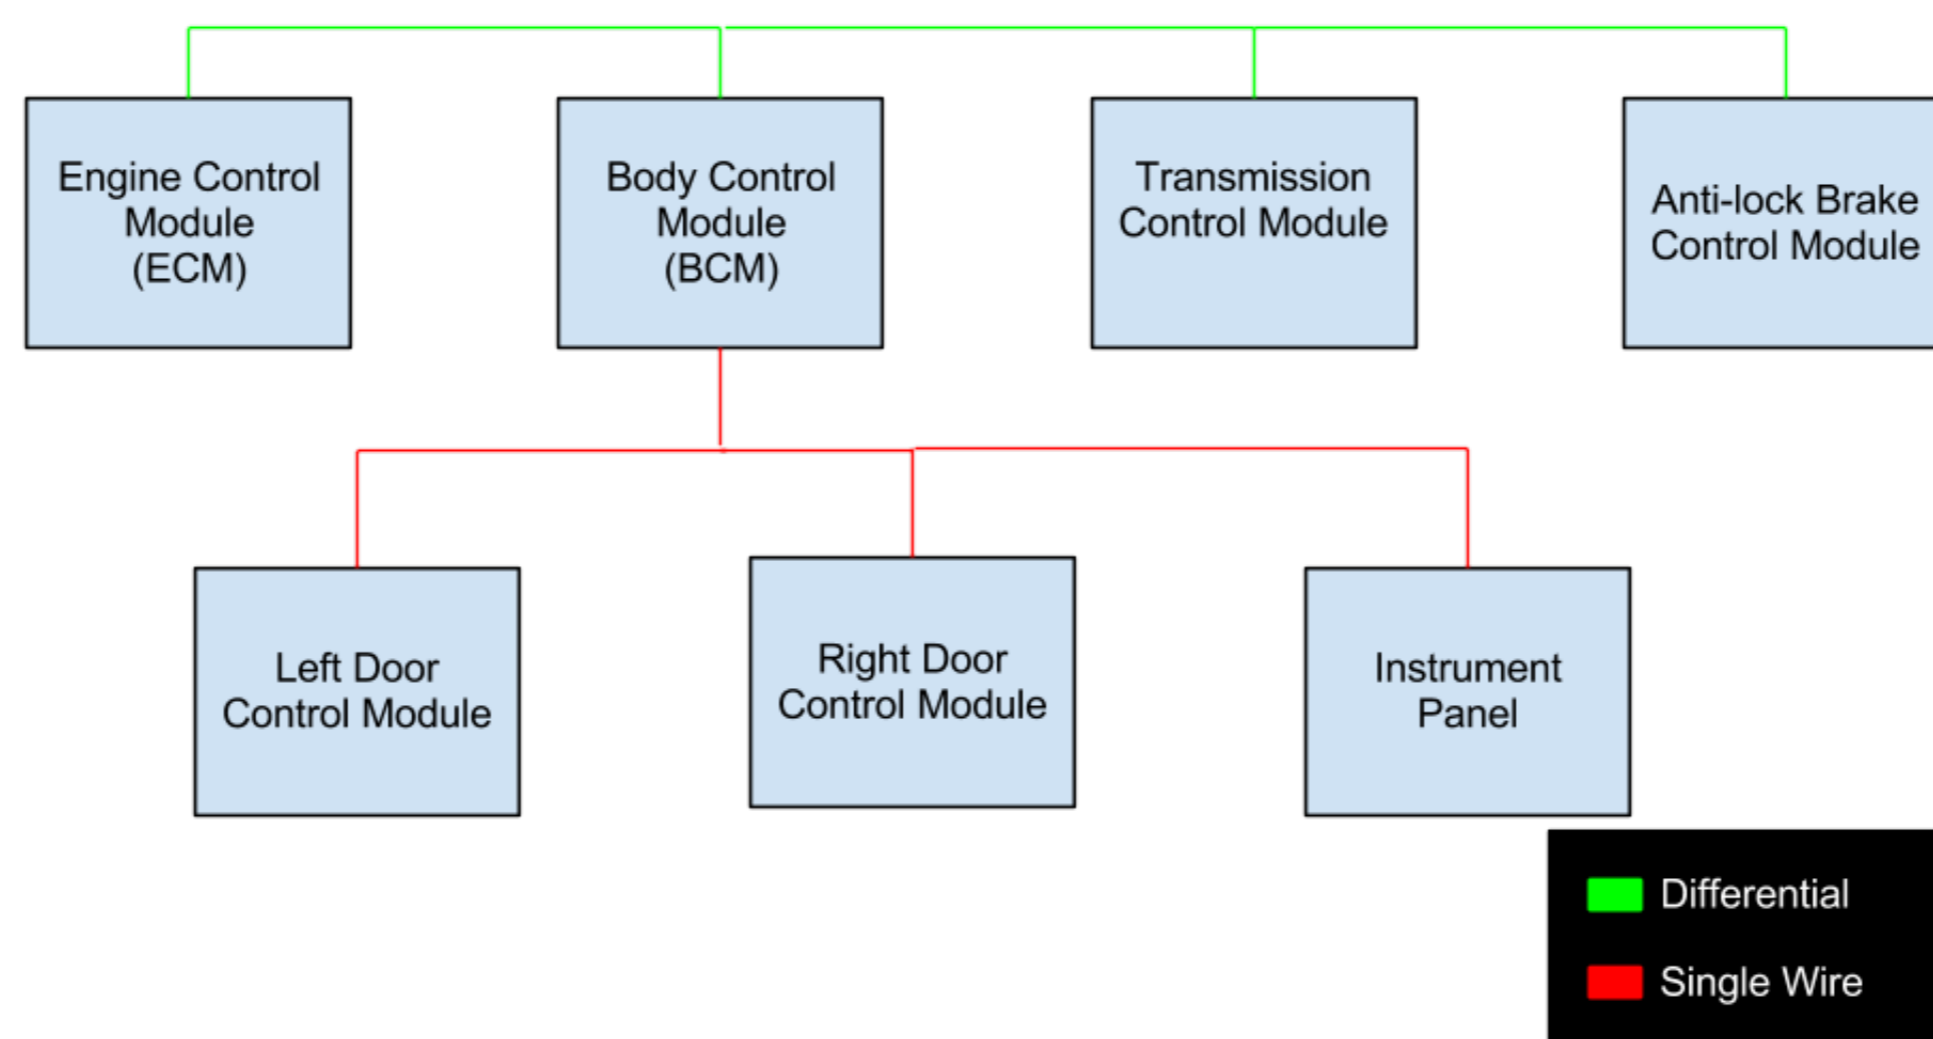 Engine Control
Module
(ECM)
Body Control
Module
(BCM)
Transmission
Control Module
Anti-lock Brake
Control Module
Left Door
Control Module
Right Door
Control Module
Instrument
Panel
Differential
Single Wire